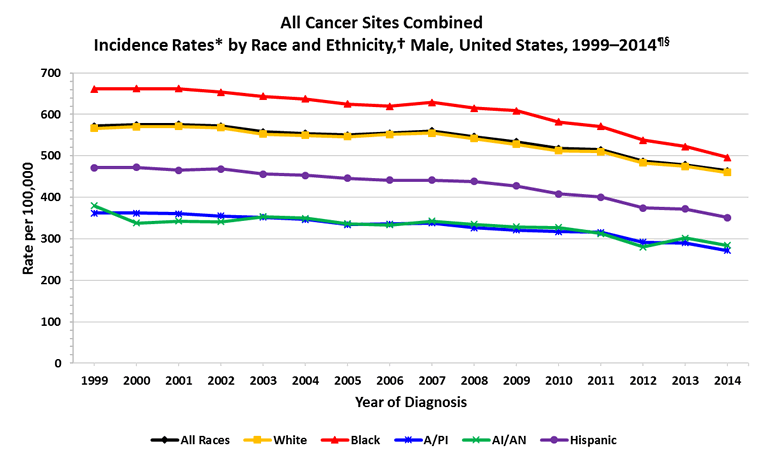 All Cancer Sites Combined
Incidence Rates* by Race and Ethnicity,† Male, United States, 1999–2014¶§
700
600
500
400
300
200
100
0
Rate per 100,000
1999 2000 2001 2002 2003 2004 2005 2006 2007 2008 2009 2010 2011 2012 2013 2014
Year of Diagnosis
All Races White Black A/PI AI/AN Hispanic